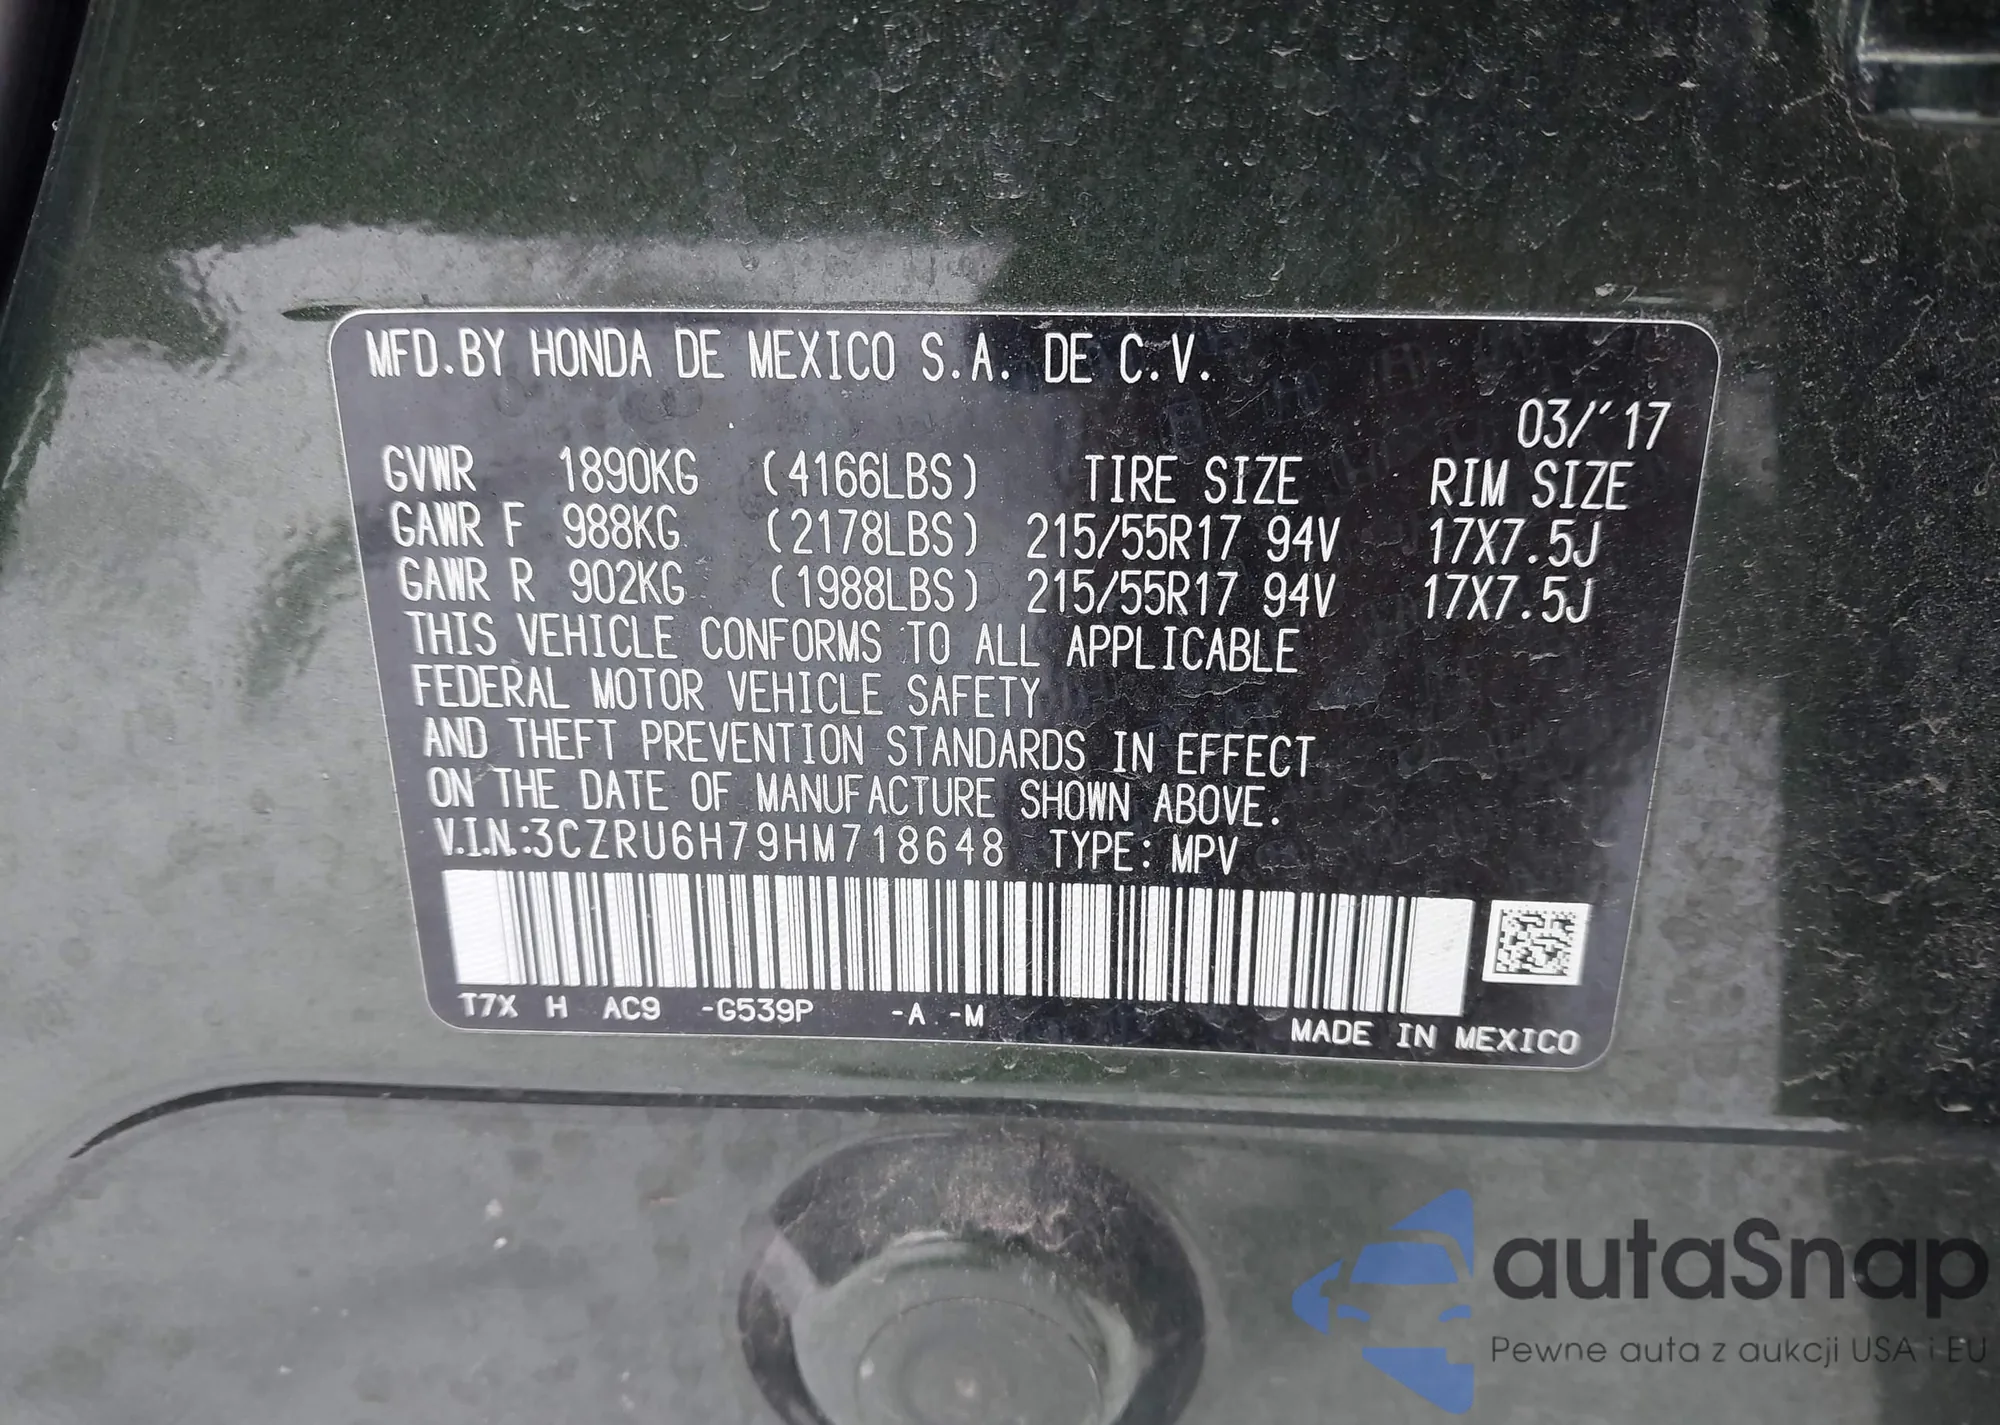 MFD.BY HONDA DE MEXICO S.A. DE C.V.
03/'17
GVWR 1890KG (4166LBS) TIRE SIZE RIM SIZE
GAWR F 988KG (2178LBS) 215/55R17 94V 17X7.5J
GAWR R 902KG (1988LBS) 215/55R17 94V 17X7.5J
THIS VEHICLE CONFORMS TO ALL APPLICABLE
FEDERAL MOTOR VEHICLE SAFETY
AND THEFT PREVENTION STANDARDS IN EFFECT
ON THE DATE OF MANUFACTURE SHOWN ABOVE.
V.I.N.:3CZRU6H79HM718648 TYPE: MPV
T7X H AC9 -G539P -A -M
MADE IN MEXICO
autaSnap
Pewne auta z aukcji USA i EU